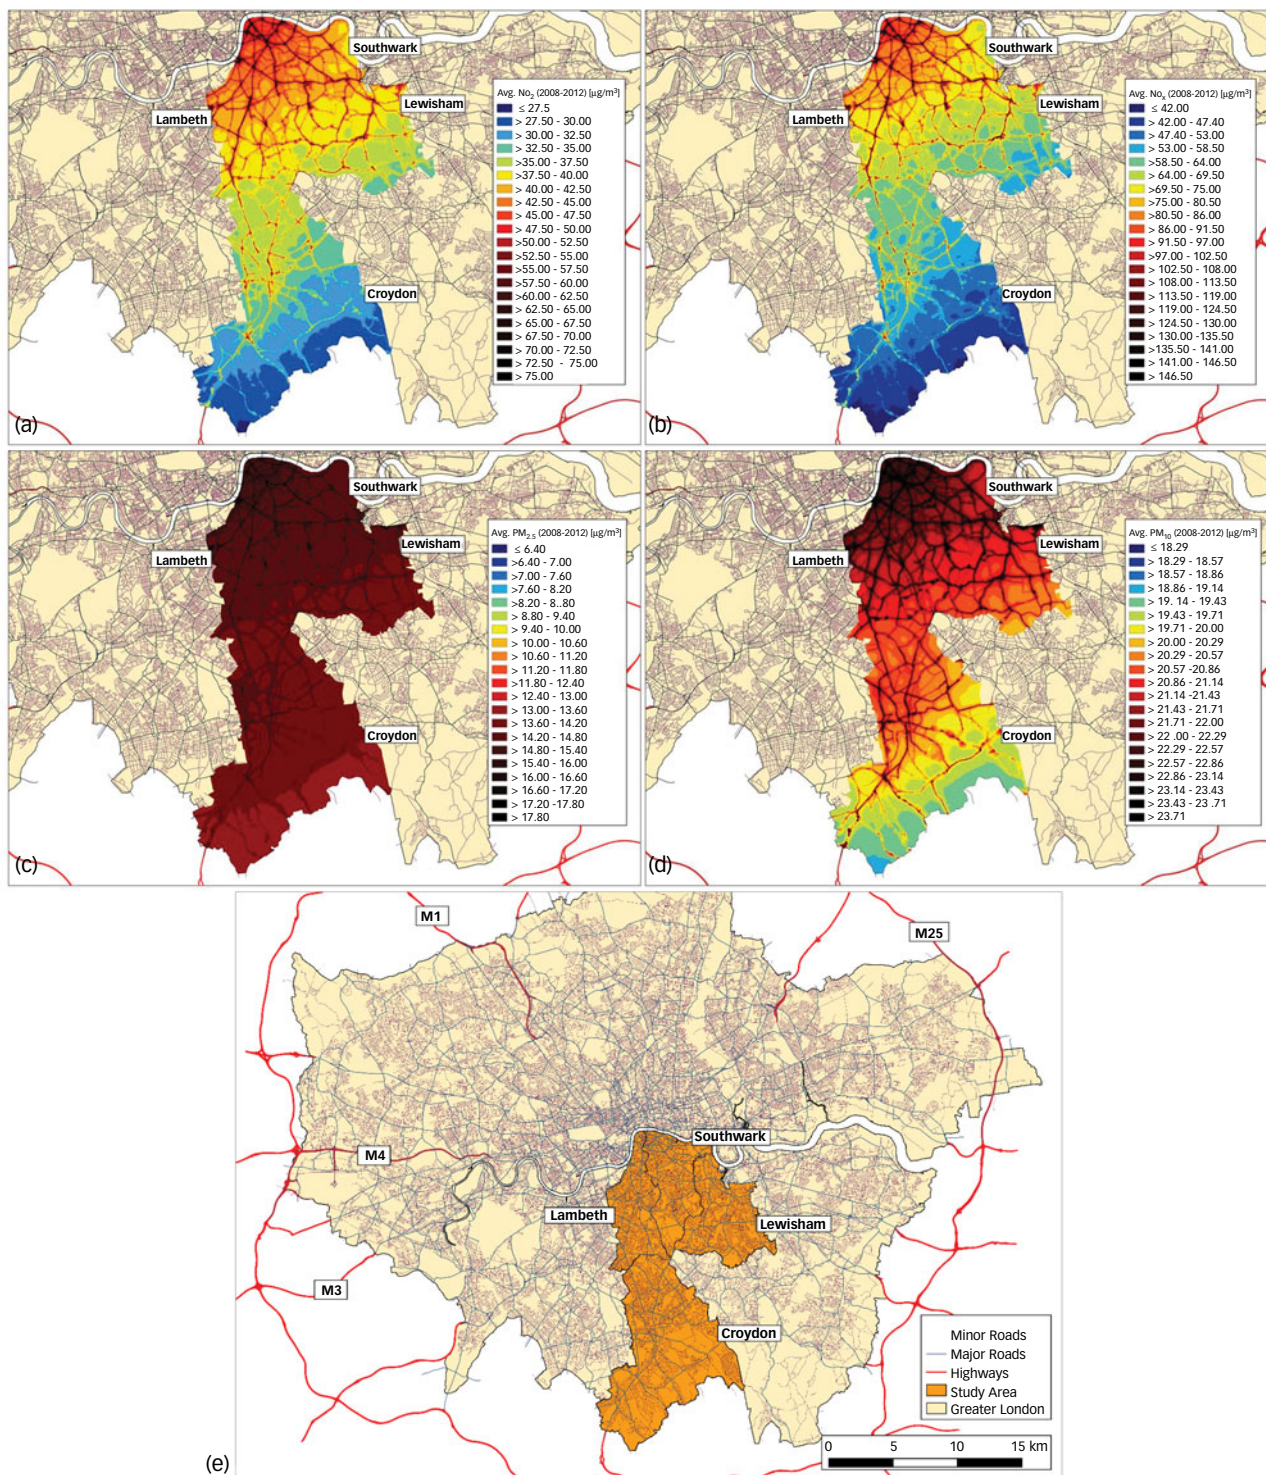 Southwark
Lewisham
Lambeth
Croydon
Avg. No2 (2008-2012) [µg/m³]
≤ 27.5
> 27.50 - 30.00
> 30.00 - 32.50
> 32.50 - 35.00
> 35.00 - 37.50
> 37.50 - 40.00
> 40.00 - 42.50
> 42.50 - 45.00
> 45.00 - 47.50
> 47.50 - 50.00
>50.00 - 52.50
>52.50 - 55.00
>55.00 - 57.50
>57.50 - 60.00
>60.00 - 62.50
> 62.50 - 65.00
> 65.00 - 67.50
> 67.50 - 70.00
> 70.00 - 72.50
> 72.50 - 75.00
> 75.00
(a)
Southwark
Lewisham
Lambeth
Croydon
Avg. Nox (2008-2012) [µg/m³]
≤ 42.00
> 42.00 - 47.40
> 47.40 - 53.00
> 53.00 - 58.50
> 58.50 - 64.00
> 64.00 - 69.50
>69.50 - 75.00
>75.00 - 80.50
> 80.50 - 86.00
> 86.00 - 91.50
> 91.50 - 97.00
>97.00 - 102.50
> 102.50 - 108.00
> 108.00 - 113.50
> 113.50 - 119.00
> 119.00 - 124.50
> 124.50 - 130.00
> 130.00 -135.50
>135.50 - 141.00
> 141.00 - 146.50
> 146.50
(b)
Southwark
Lewisham
Lambeth
Croydon
Avg. PM2.5 (2008-2012) [µg/m³]
≤ 6.40
>6.40 - 7.00
>7.00 - 7.60
>7.60 - 8.20
>8.20 - 8..80
> 8.80 - 9.40
> 9.40 - 10.00
> 10.00 - 10.60
> 10.60 - 11.20
> 11.20 - 11.80
>11.80 - 12.40
> 12.40 - 13.00
> 13.00 - 13.60
> 13.60 - 14.20
> 14.20 - 14.80
> 14.80 - 15.40
> 15.40 - 16.00
> 16.00 - 16.60
> 16.60 - 17.20
> 17.20 -17.80
> 17.80
(c)
Southwark
Lewisham
Lambeth
Croydon
Avg. PM10 (2008-2012) [µg/m³]
≤ 18.29
> 18.29 - 18.57
> 18.57 - 18.86
> 18.86 - 19.14
> 19. 14 - 19.43
> 19.43 - 19.71
> 19.71 - 20.00
> 20.00 - 20.29
> 20.29 - 20.57
> 20.57 -20.86
> 20.86 - 21.14
> 21.14 -21.43
> 21.43 - 21.71
> 21.71 - 22.00
> 22 .00 - 22.29
> 22.29 - 22.57
> 22.57 - 22.86
> 22.86 - 23.14
> 23.14 - 23.43
> 23.43 - 23 .71
> 23.71
(d)
M1
M25
Southwark
M4
Lambeth
Lewisham
M3
Croydon
Minor Roads
Major Roads
Highways
Study Area
Greater London
0 5 10 15 km
(e)